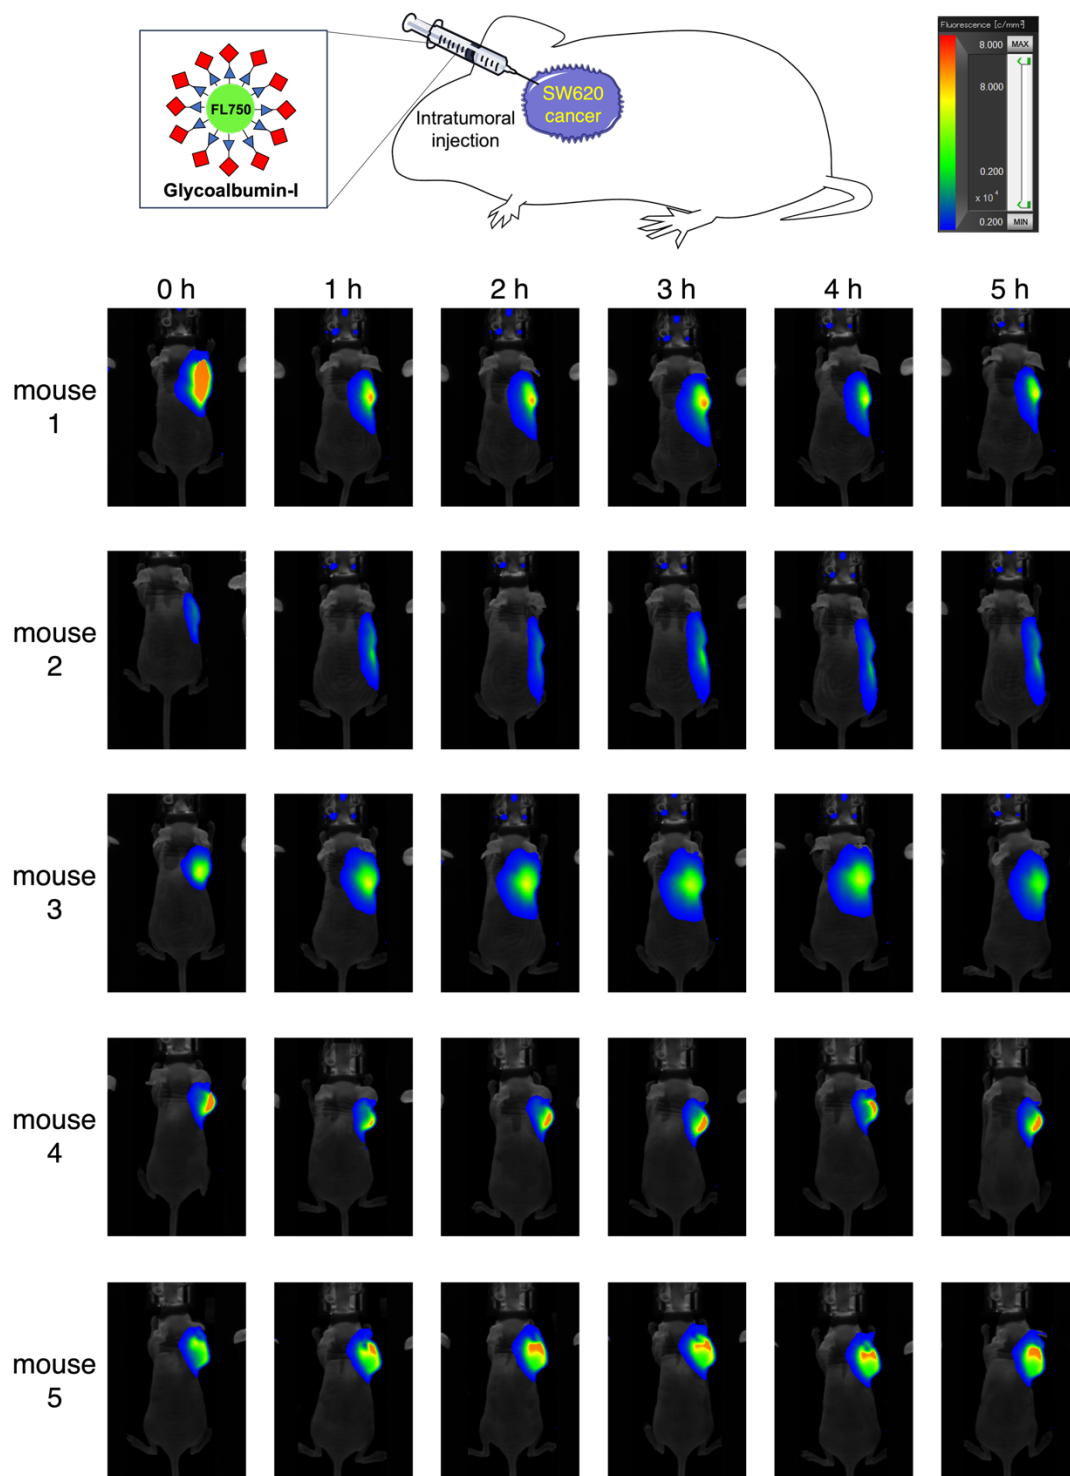 FL750
Glycoalbumin-I
Intratumoral
injection
SW620
cancer
Fluorescence [c/mm²]
8.000 MAX
8.000
0.200
x 10⁴
0.200 MIN
0 h 1 h 2 h 3 h 4 h 5 h
mouse
1
mouse
2
mouse
3
mouse
4
mouse
5